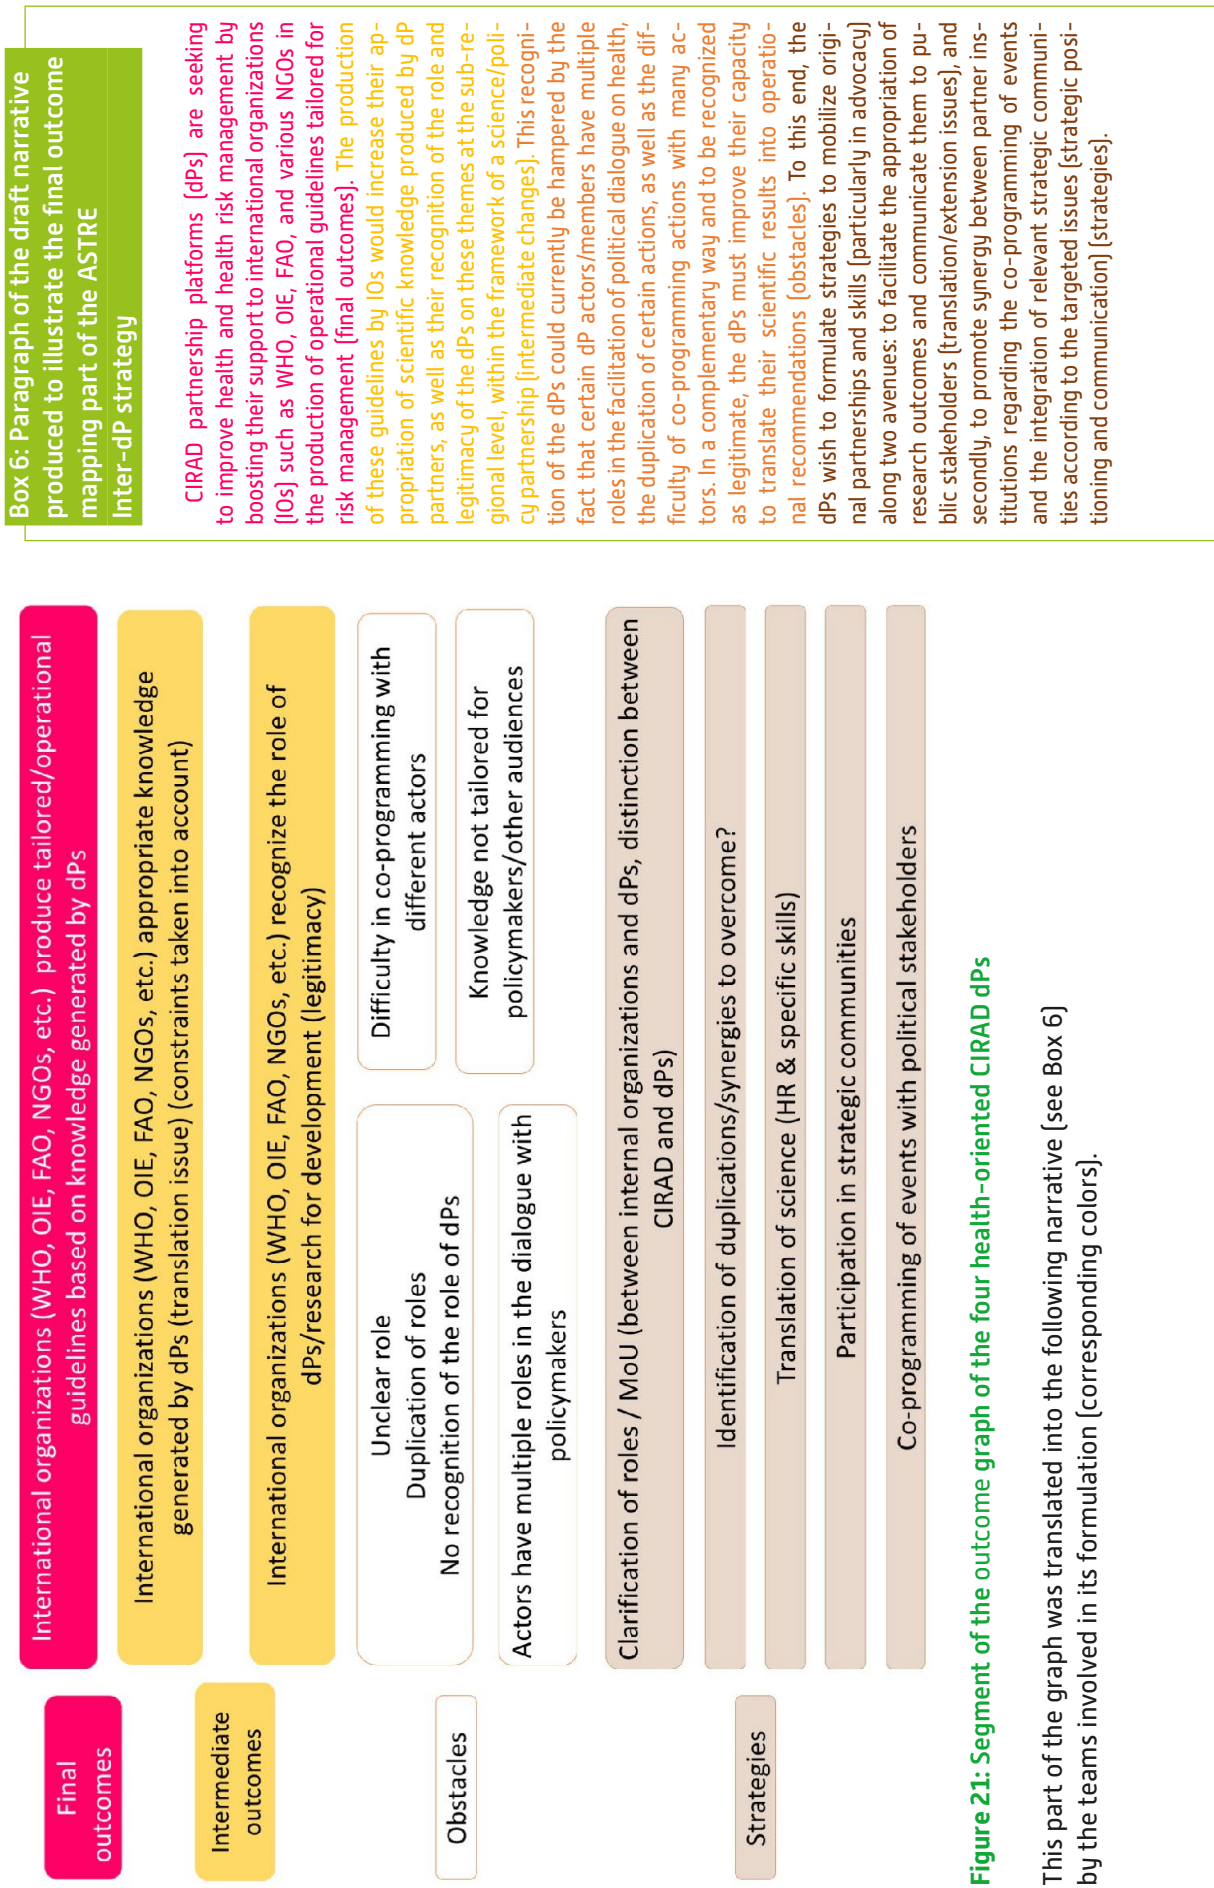 Final
outcomes
International organizations (WHO, OIE, FAO, NGOs, etc.) produce tailored/operational
guidelines based on knowledge generated by dPs
Intermediate
outcomes
International organizations (WHO, OIE, FAO, NGOs, etc.) appropriate knowledge
generated by dPs (translation issue) (constraints taken into account)
International organizations (WHO, OIE, FAO, NGOs, etc.) recognize the role of
dPs/research for development (legitimacy)
Obstacles
Unclear role
Duplication of roles
No recognition of the role of dPs
Difficulty in co-programming with
different actors
Actors have multiple roles in the dialogue with
policymakers
Knowledge not tailored for
policymakers/other audiences
Strategies
Clarification of roles / MoU (between internal organizations and dPs, distinction between
CIRAD and dPs)
Identification of duplications/synergies to overcome?
Translation of science (HR & specific skills)
Participation in strategic communities
Co-programming of events with political stakeholders
Figure 21: Segment of the outcome graph of the four health-oriented CIRAD dPs
This part of the graph was translated into the following narrative (see Box 6)
by the teams involved in its formulation (corresponding colors).
Box 6: Paragraph of the draft narrative
produced to illustrate the final outcome
mapping part of the ASTRE
Inter-dP strategy
CIRAD partnership platforms (dPs) are seeking
to improve health and health risk management by
boosting their support to international organizations
(IOs) such as WHO, OIE, FAO, and various NGOs in
the production of operational guidelines tailored for
risk management (final outcomes). The production
of these guidelines by IOs would increase their ap-
propriation of scientific knowledge produced by dP
partners, as well as their recognition of the role and
legitimacy of the dPs on these themes at the sub-re-
gional level, within the framework of a science/poli-
cy partnership (intermediate changes). This recogni-
tion of the dPs could currently be hampered by the
fact that certain dP actors/members have multiple
roles in the facilitation of political dialogue on health,
the duplication of certain actions, as well as the dif-
ficulty of co-programming actions with many ac-
tors. In a complementary way and to be recognized
as legitimate, the dPs must improve their capacity
to translate their scientific results into operatio-
nal recommendations (obstacles). To this end, the
dPs wish to formulate strategies to mobilize origi-
nal partnerships and skills (particularly in advocacy)
along two avenues: to facilitate the appropriation of
research outcomes and communicate them to pu-
blic stakeholders (translation/extension issues), and
secondly, to promote synergy between partner ins-
titutions regarding the co-programming of events
and the integration of relevant strategic communi-
ties according to the targeted issues (strategic posi-
tioning and communication) (strategies).